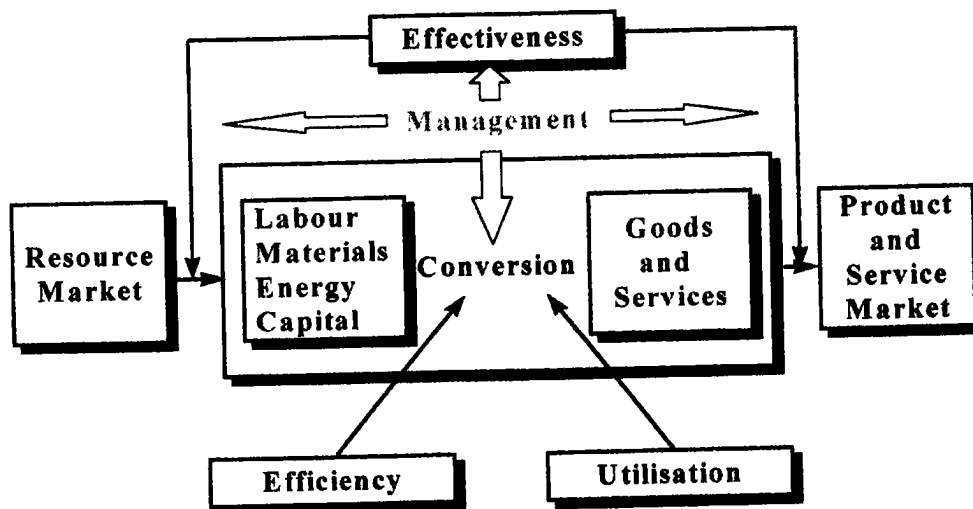 Effectiveness
Management
Resource
Market
Labour
Materials
Energy
Capital
Conversion
Goods
and
Services
Product
and
Service
Market
Efficiency
Utilisation